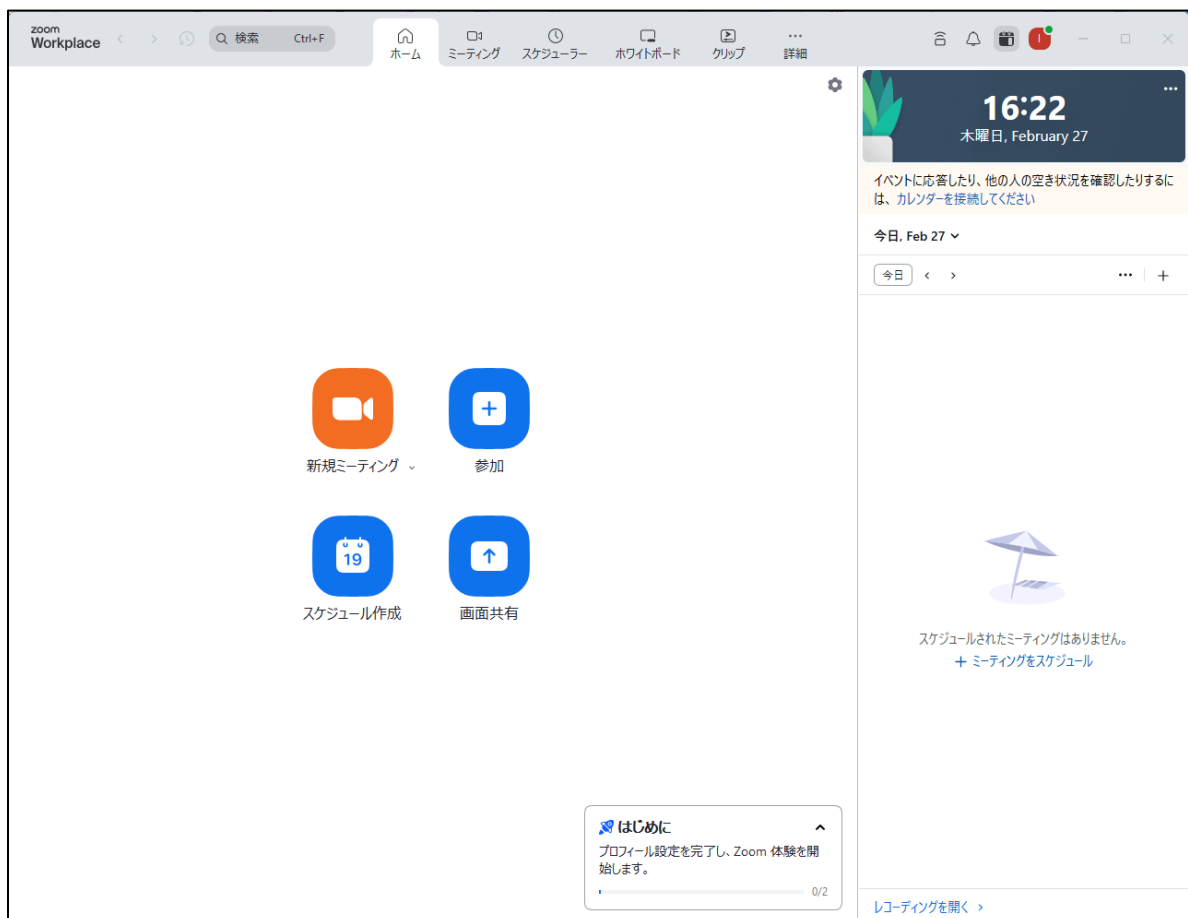 zoom
Workplace
検索 Ctrl+F
ホーム
ミーティング
スケジューラー
ホワイトボード
クリップ
詳細
I
16:22
木曜日, February 27
イベントに応答したり、他の人の空き状況を確認したりするに
は、カレンダーを接続してください
今日, Feb 27
今日
新規ミーティング
参加
19
スケジュール作成
画面共有
スケジュールされたミーティングはありません。
+ ミーティングをスケジュール
はじめに
プロフィール設定を完了し、Zoom 体験を開
始します。
0/2
レコーディングを開く